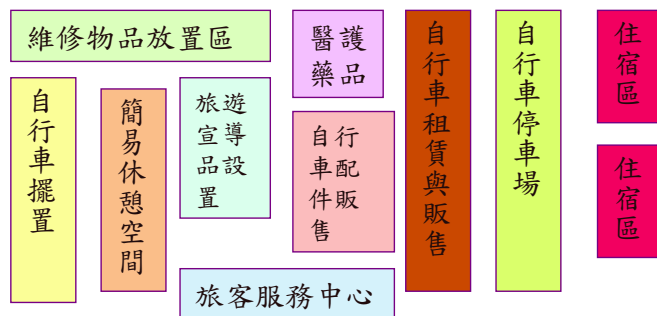 維修物品放置區
醫護
藥品
自行車租賃與販售
自行車停車場
住宿區
自行車擺置
簡易休憩空間
旅遊
宣導
品設
置
自行
車配
件販
售
住宿區
旅客服務中心